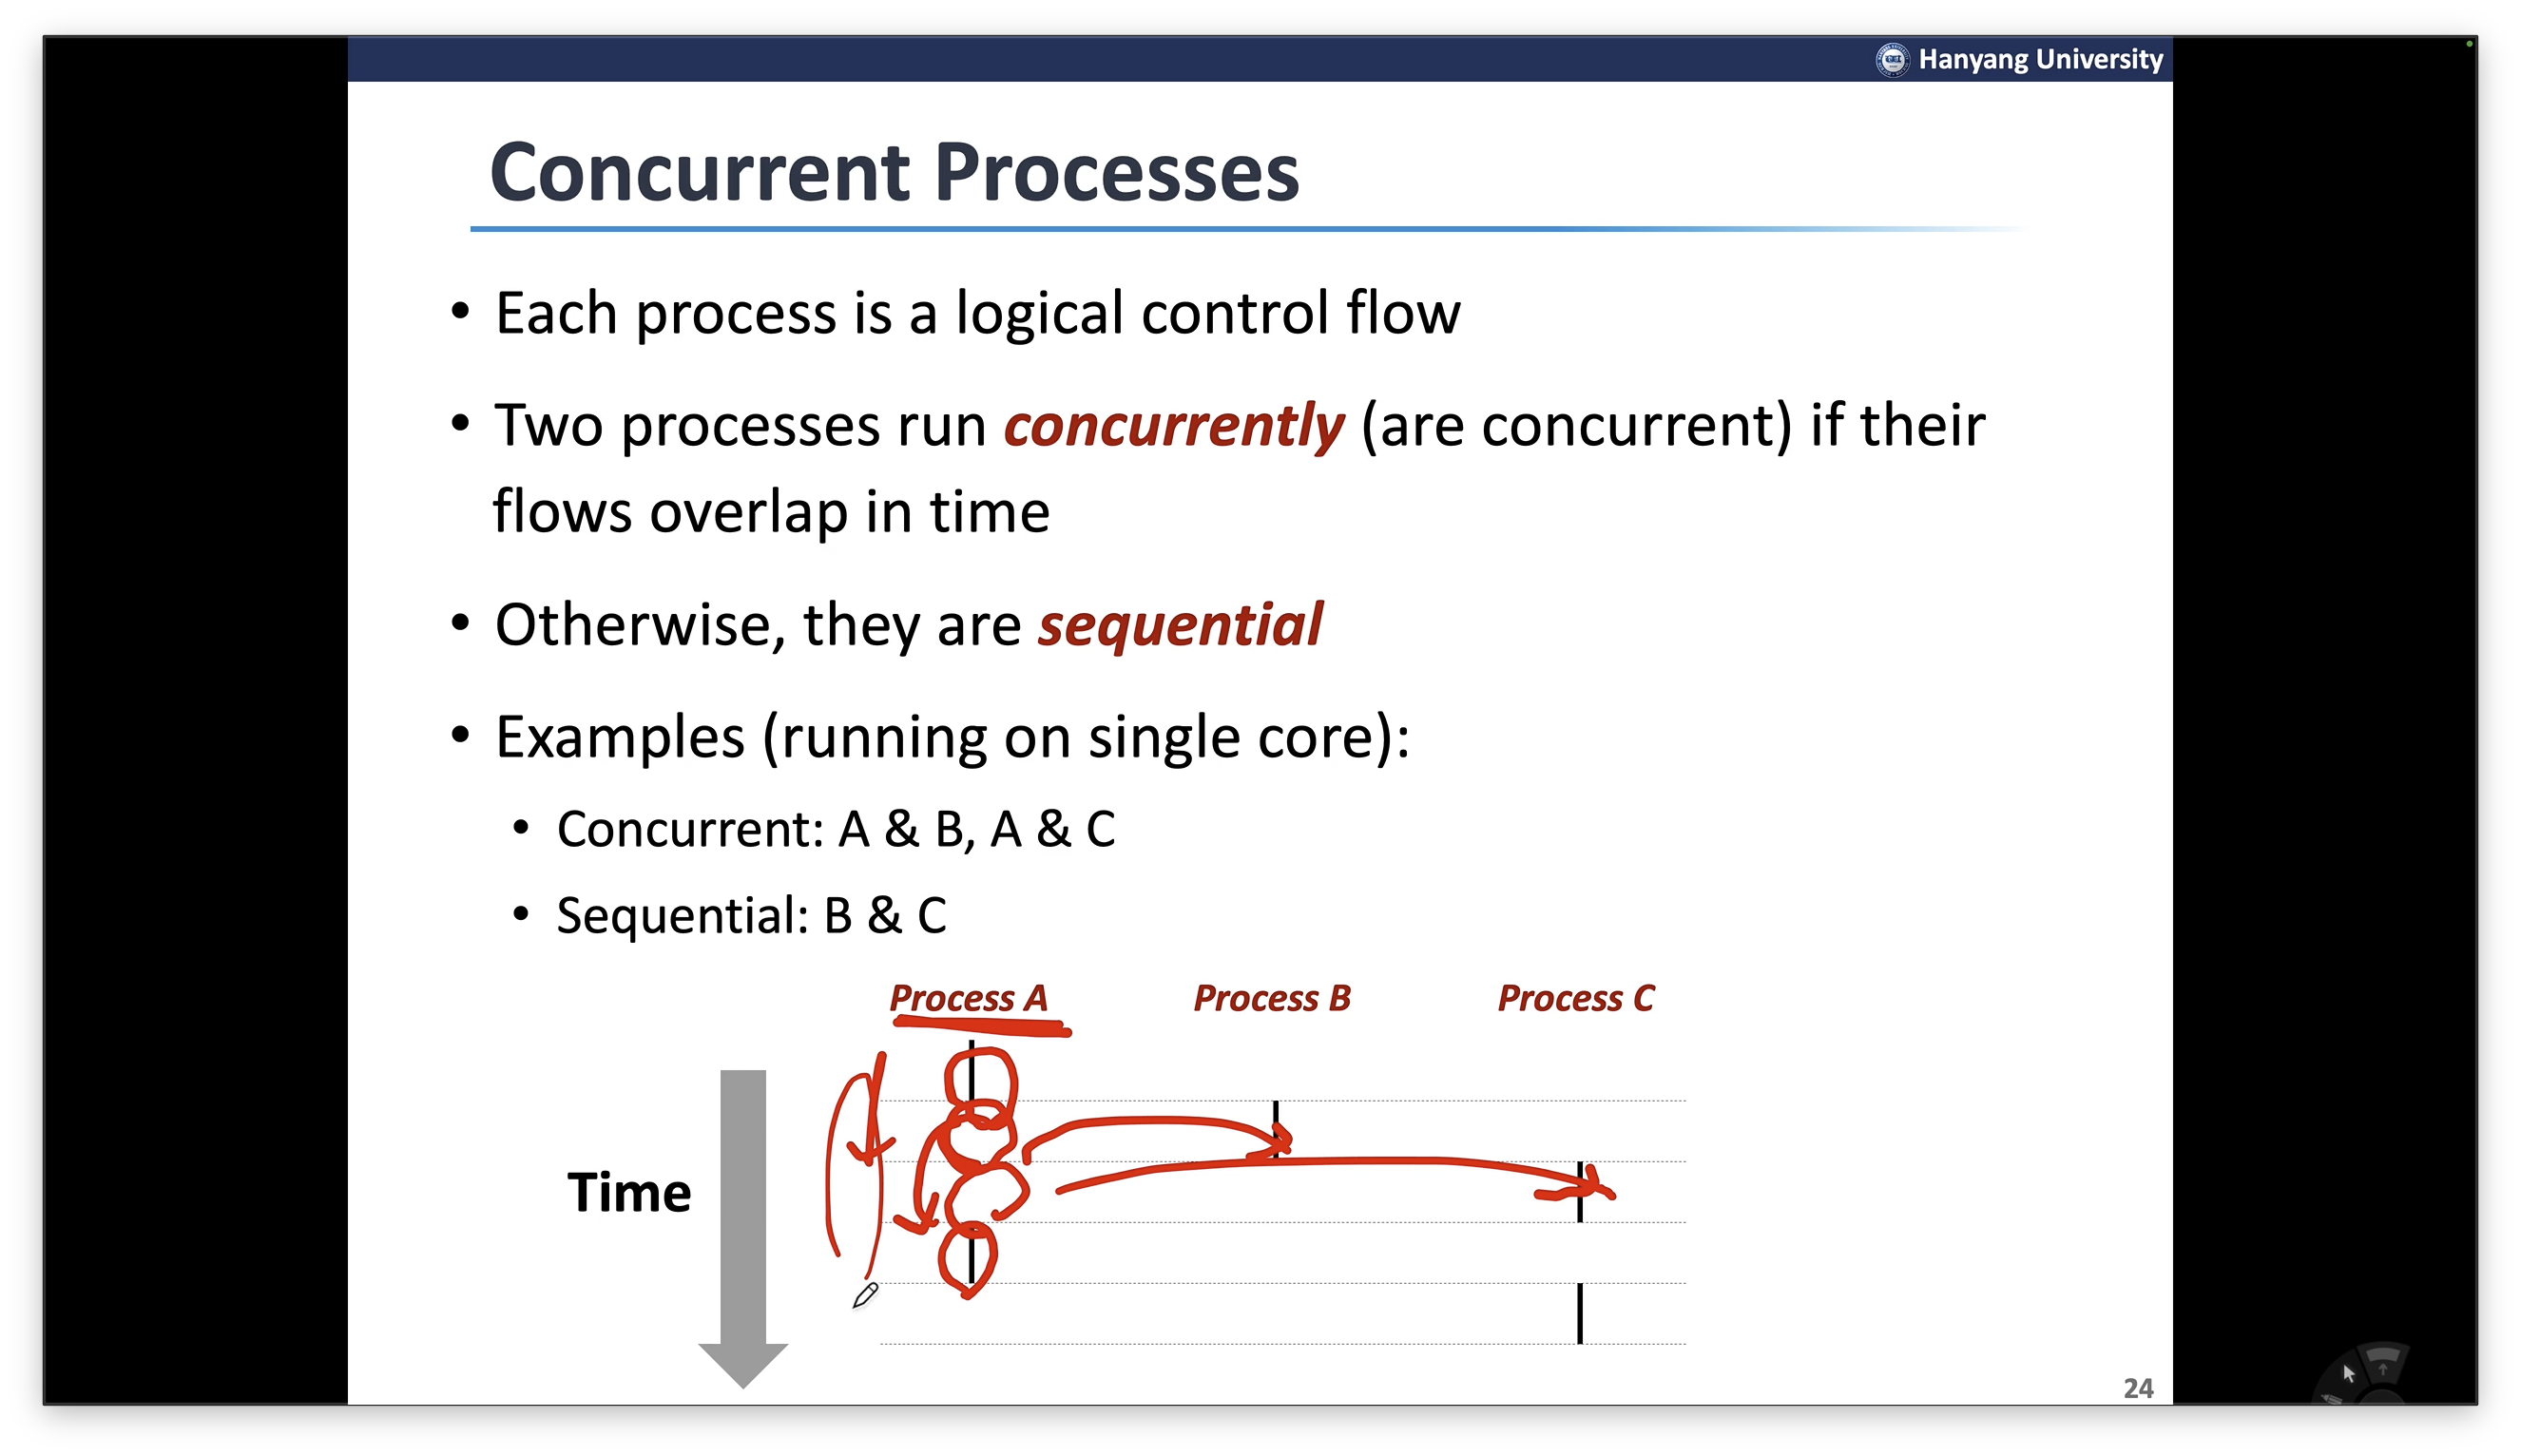 Hanyang University
Concurrent Processes
• Each process is a logical control flow
• Two processes run concurrently (are concurrent) if their
flows overlap in time
• Otherwise, they are sequential
• Examples (running on single core):
• Concurrent: A & B, A & C
• Sequential: B & C
Process A Process B Process C
Time
24